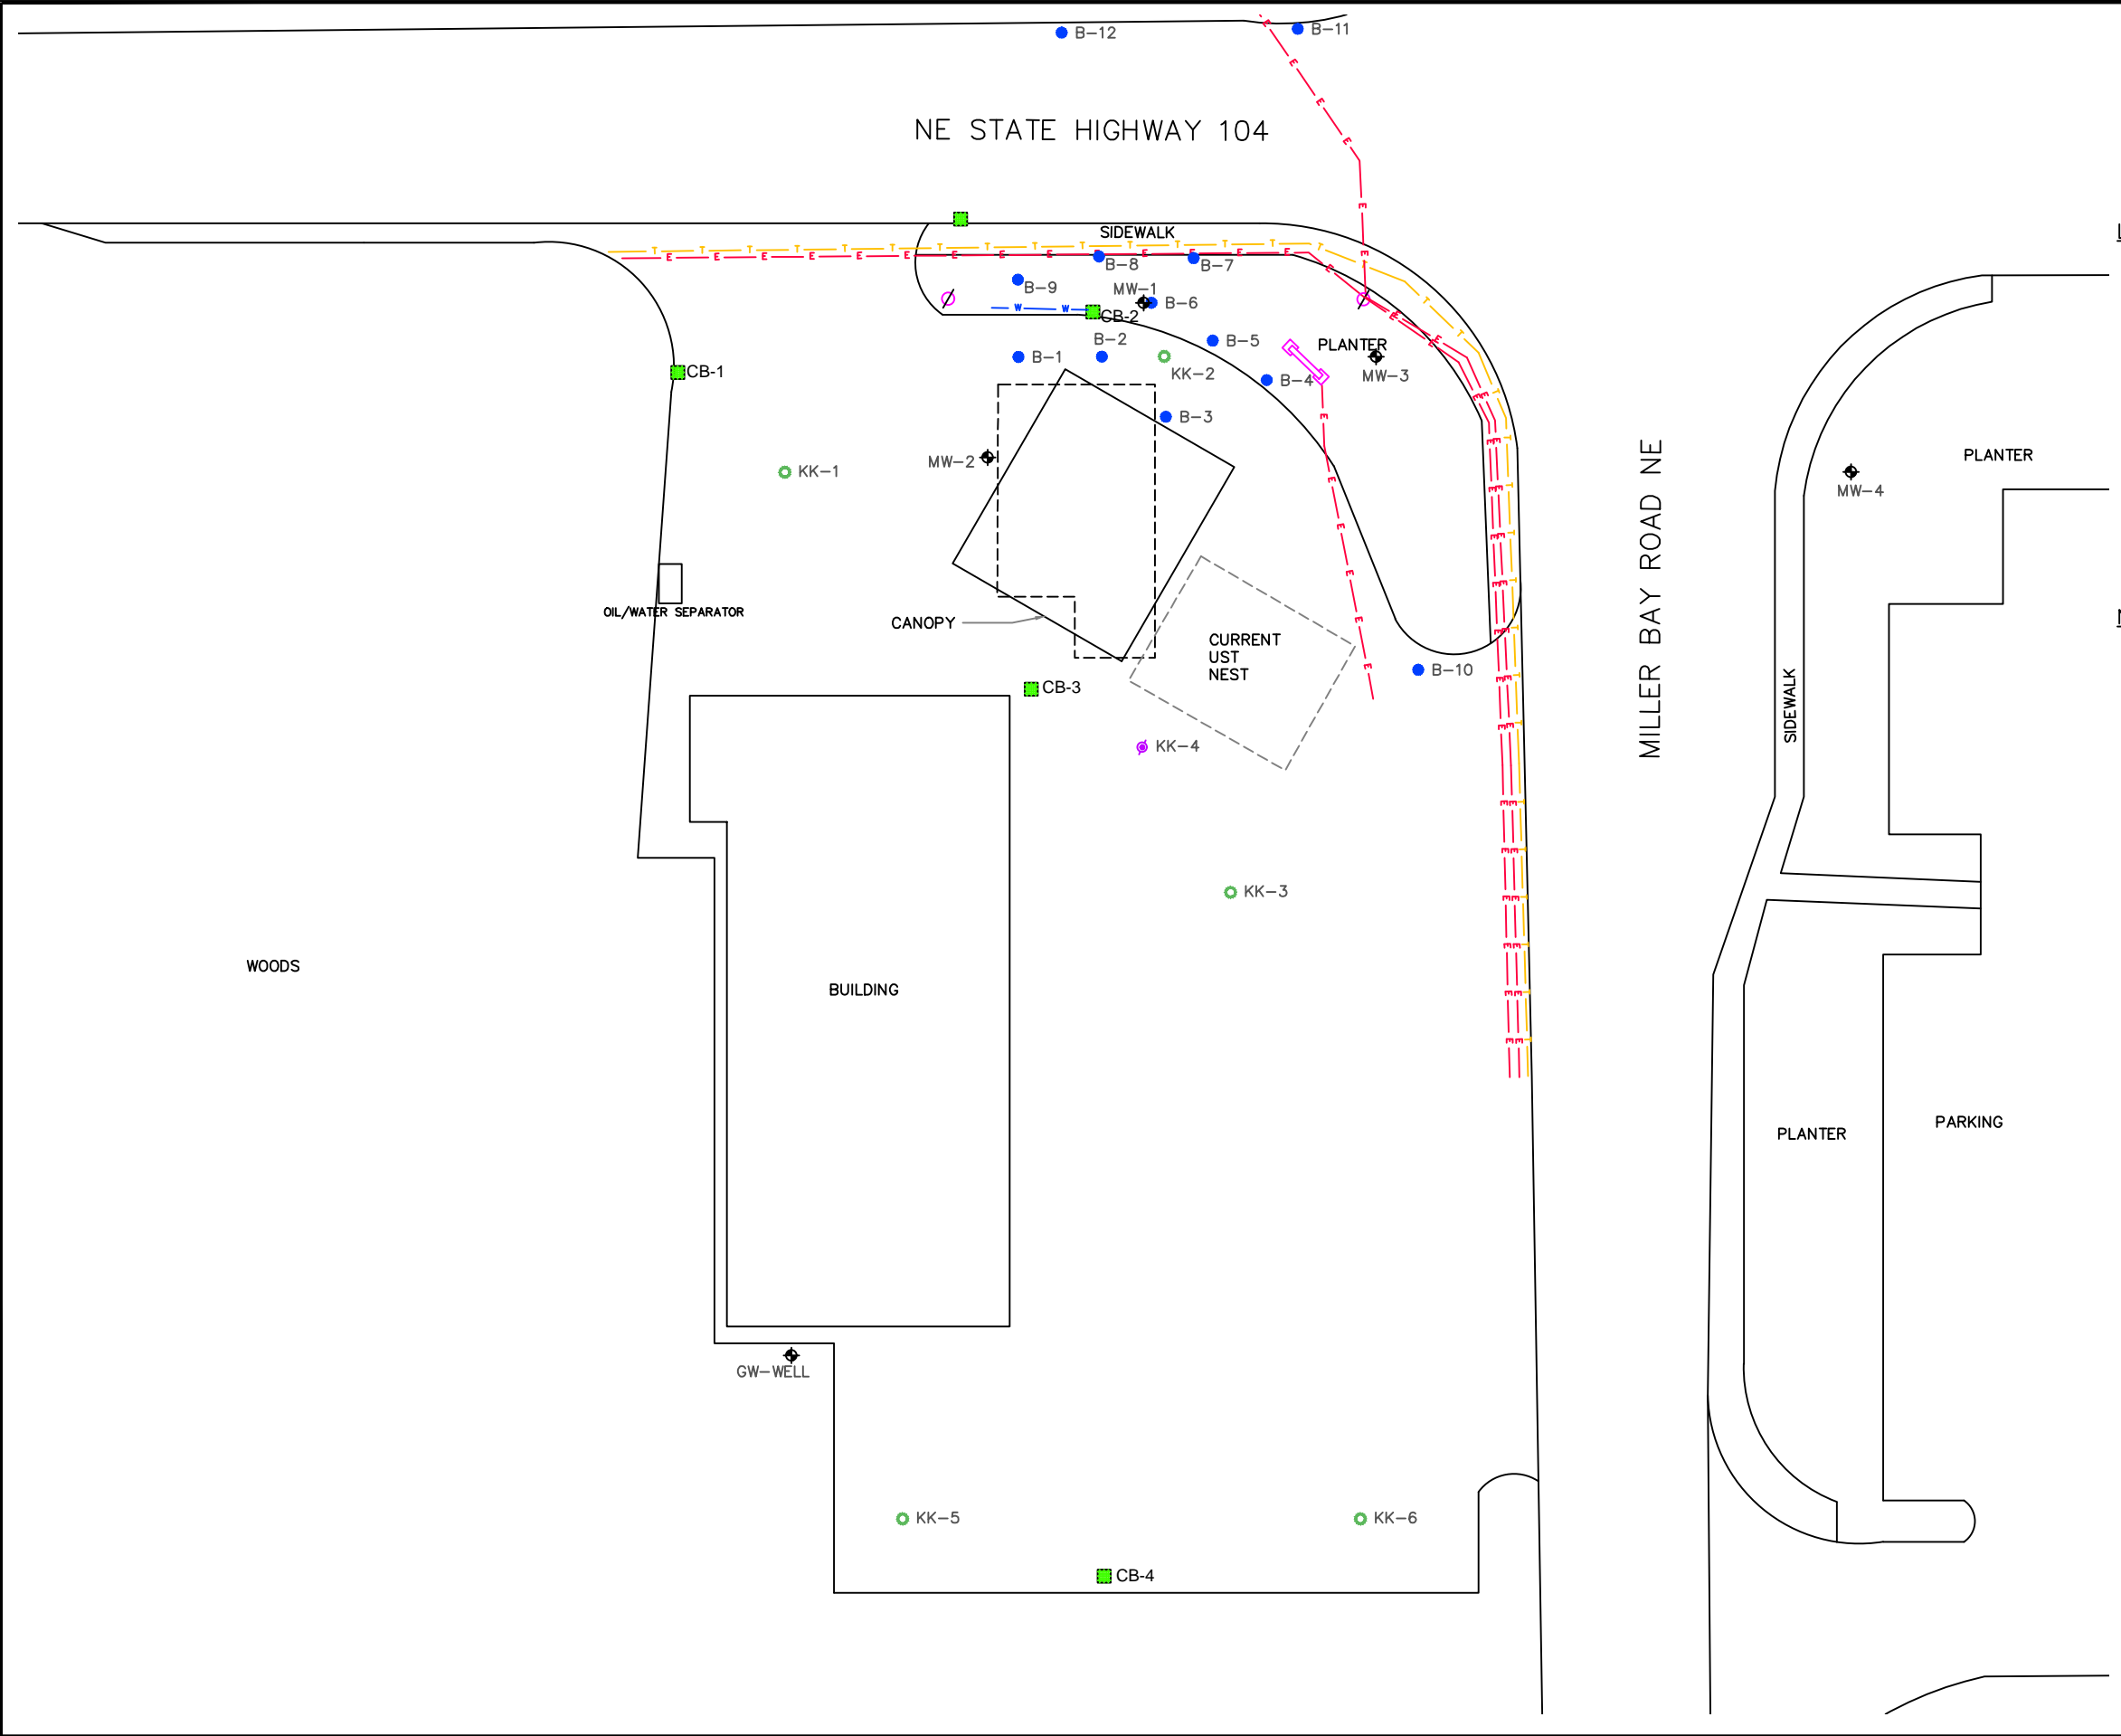 B-12
B-11
NE STATE HIGHWAY 104
SIDEWALK
B-8
B-7
B-9
MW-1
B-6
CB-2
B-2
B-5
PLANTER
B-1
KK-2
B-4
MW-3
CB-1
B-3
MW-2
KK-1
MILLER BAY ROAD NE
PLANTER
MW-4
OIL/WATER SEPARATOR
CANOPY
CURRENT
UST
NEST
B-10
CB-3
SIDEWALK
KK-4
KK-3
WOODS
BUILDING
PLANTER
PARKING
GW-WELL
KK-5
KK-6
CB-4